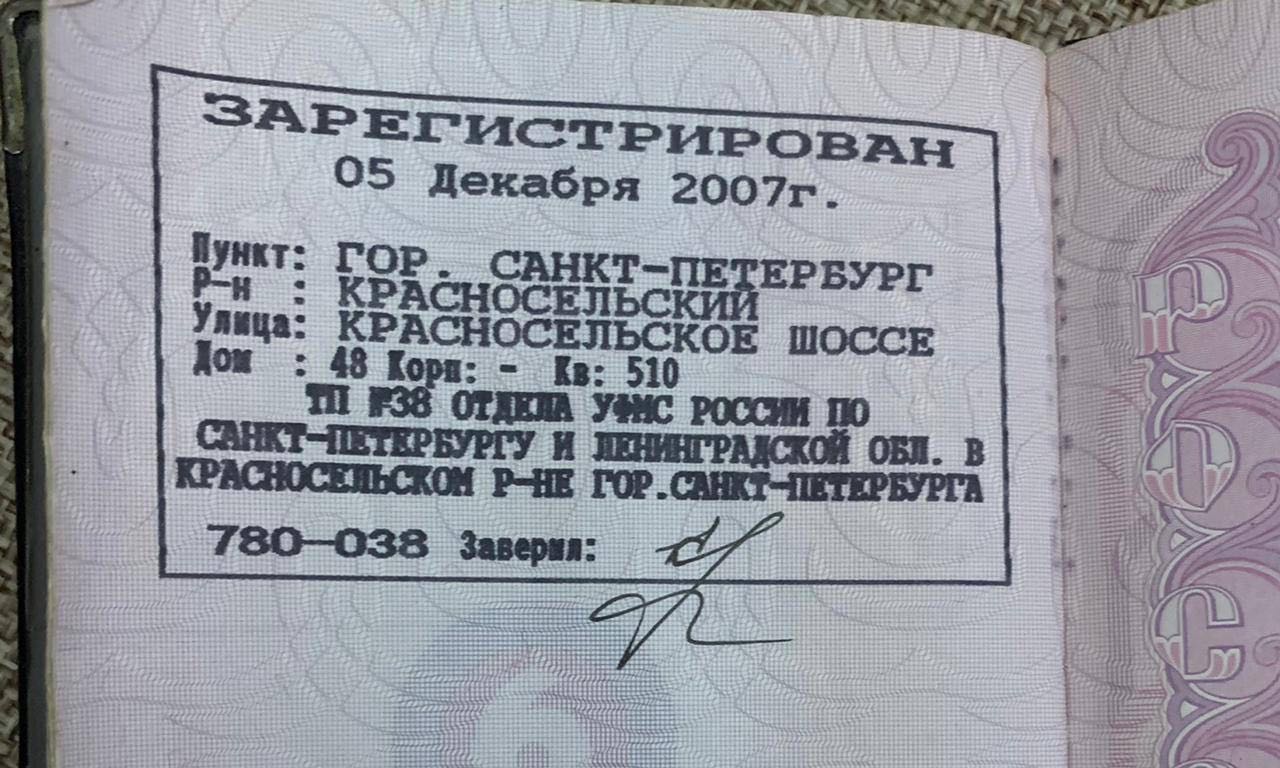 ЗАРЕГИСТРИРОВАН
05 Декабря 2007г.
Пункт: ГОР. САНКТ-ПЕТЕРБУРГ
Р-н : КРАСНОСЕЛЬСКИЙ
Улица: КРАСНОСЕЛЬСКОЕ ШОССЕ
Дом : 48 Корп: - Кв: 510
ТП №38 ОТДЕЛА УФМС РОССИИ ПО
САНКТ-ПЕТЕРБУРГУ И ЛЕНИНГРАДСКОЙ ОБЛ. В
КРАСНОСЕЛЬСКОМ Р-НЕ ГОР.САНКТ-ПЕТЕРБУРГА
780-038 Заверил:
Р
О
С